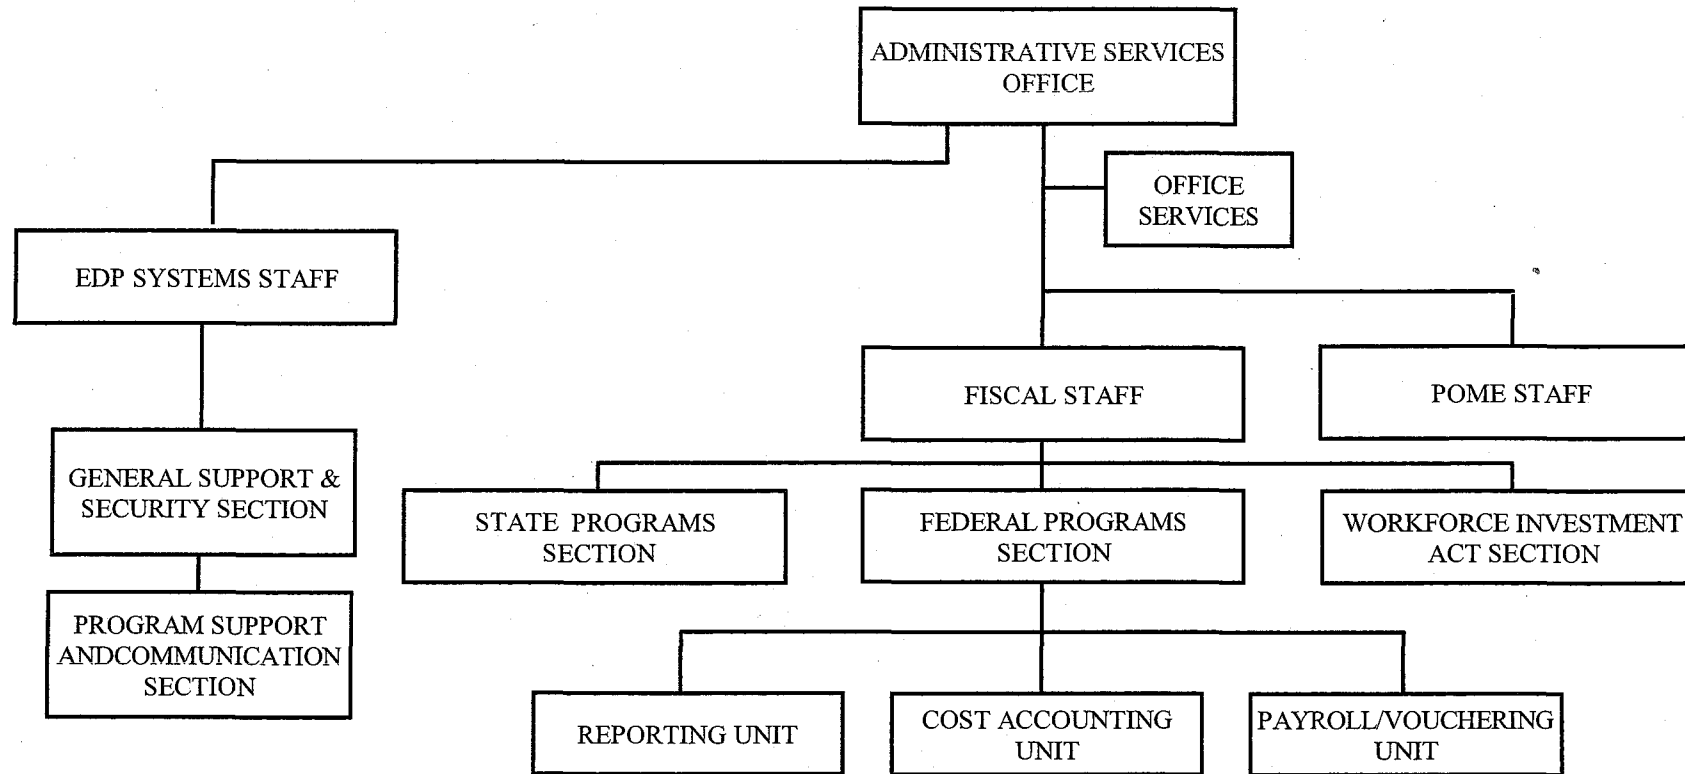 ADMINISTRATIVE SERVICES
OFFICE
OFFICE
SERVICES
EDP SYSTEMS STAFF
FISCAL STAFF
POME STAFF
GENERAL SUPPORT &
SECURITY SECTION
STATE PROGRAMS
SECTION
FEDERAL PROGRAMS
SECTION
WORKFORCE INVESTMENT
ACT SECTION
PROGRAM SUPPORT
ANDCOMMUNICATION
SECTION
REPORTING UNIT
COST ACCOUNTING
UNIT
PAYROLL/VOUCHERING
UNIT